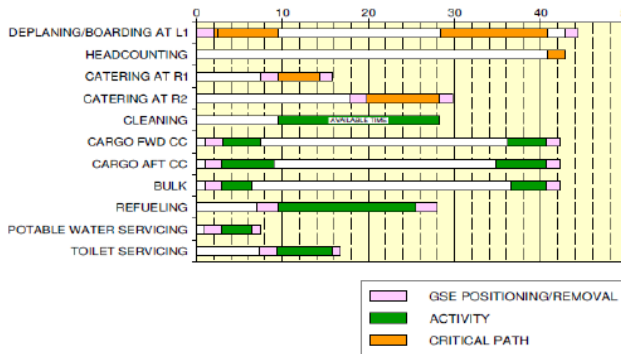 0 10 20 30 40
DEPLANING/BOARDING AT L1
HEADCOUNTING
CATERING AT R1
CATERING AT R2
CLEANING
AVAILABLE TIME
CARGO FWD CC
CARGO AFT CC
BULK
REFUELING
POTABLE WATER SERVICING
TOILET SERVICING
GSE POSITIONING/REMOVAL
ACTIVITY
CRITICAL PATH